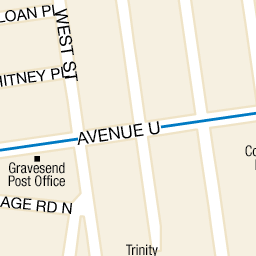 LOAN PL
WEST ST
HITNEY PL
AVENUE U
Gravesend
Post Office
AGE RD N
Co
Trinity